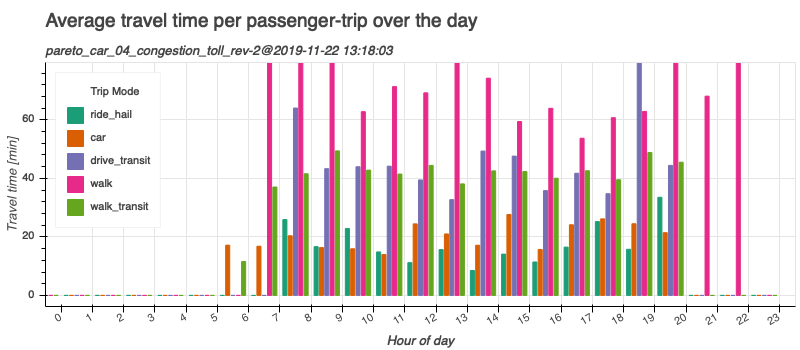 Average travel time per passenger-trip over the day
pareto_car_04_congestion_toll_rev-2@2019-11-22 13:18:03
Trip Mode
ride_hail
car
drive_transit
walk
walk_transit
Travel time [min]
60
40
20
0
0 1 2 3 4 5 6 7 8 9 10 11 12 13 14 15 16 17 18 19 20 21 22 23
Hour of day